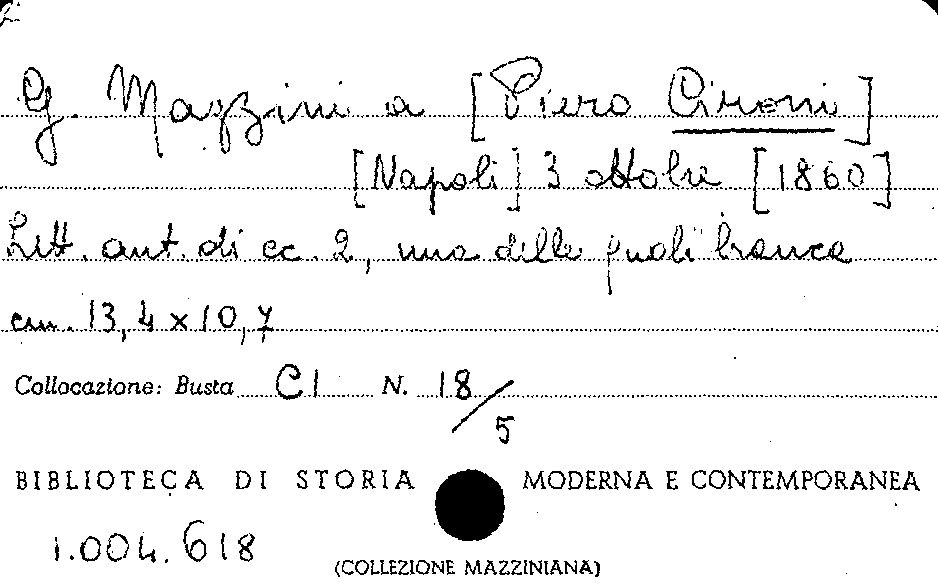 G. Mazzini a [Piero Cironi]
[Napoli] 3 ottobre [1860]
Lett. aut. di cc. 2, una delle quali bianca
cm. 13,4 x 10,7
Collocazione: Busta C1 N. 18/5
BIBLIOTECA DI STORIA MODERNA E CONTEMPORANEA
1.004.618
(COLLEZIONE MAZZINIANA)